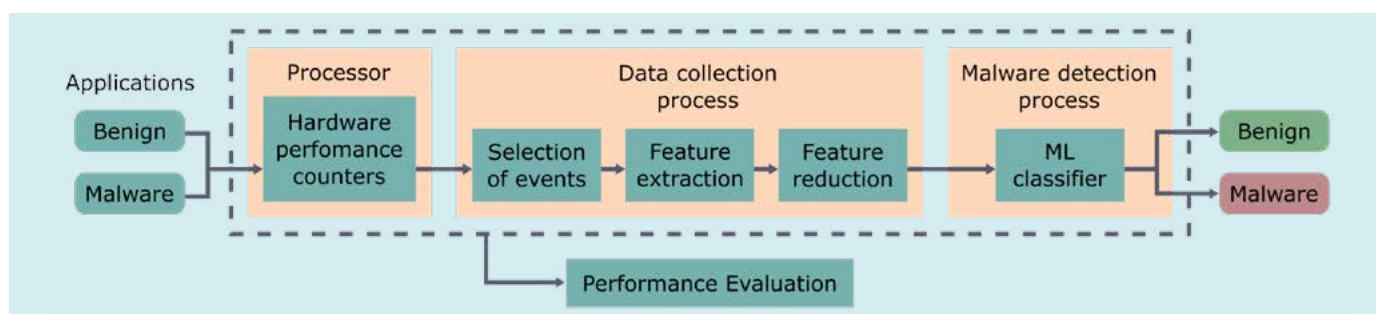 Applications
Benign
Malware
Processor
Hardware
perfomance
counters
Data collection
process
Selection
of events
Feature
extraction
Feature
reduction
Malware detection
process
ML
classifier
Benign
Malware
Performance Evaluation